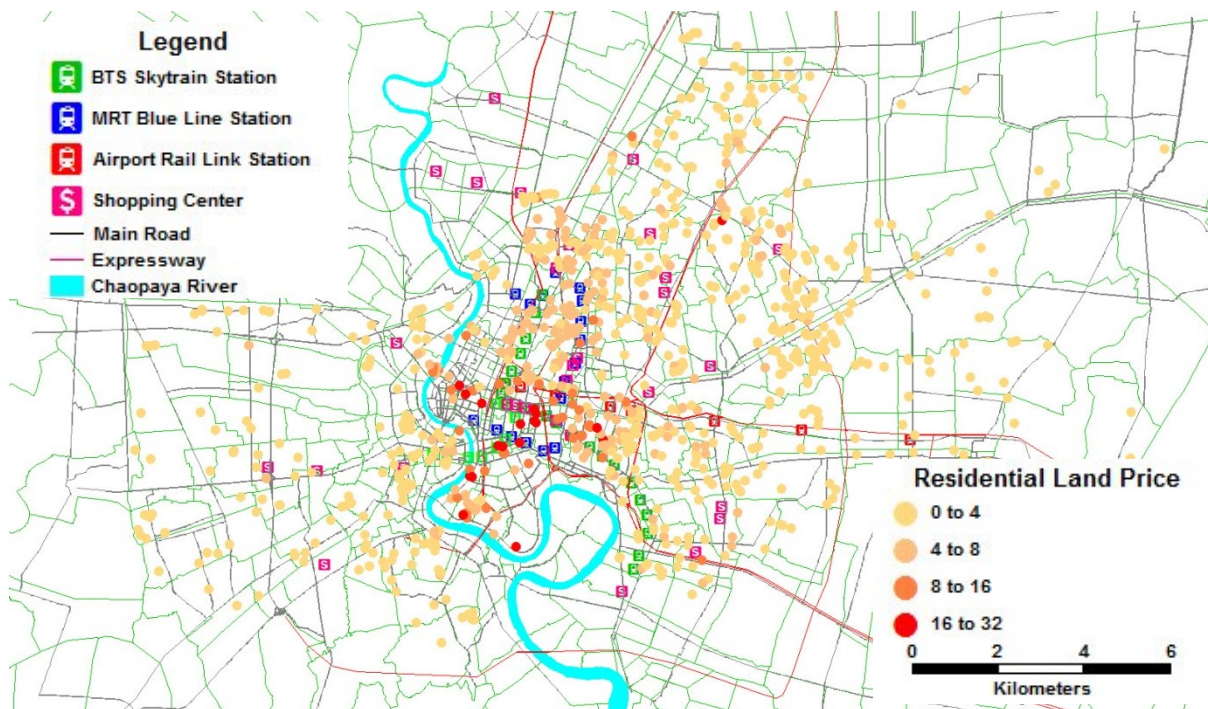 Legend
BTS Skytrain Station
MRT Blue Line Station
Airport Rail Link Station
$ Shopping Center
Main Road
Expressway
Chaopaya River
Residential Land Price
0 to 4
4 to 8
8 to 16
16 to 32
0 2 4 6
Kilometers